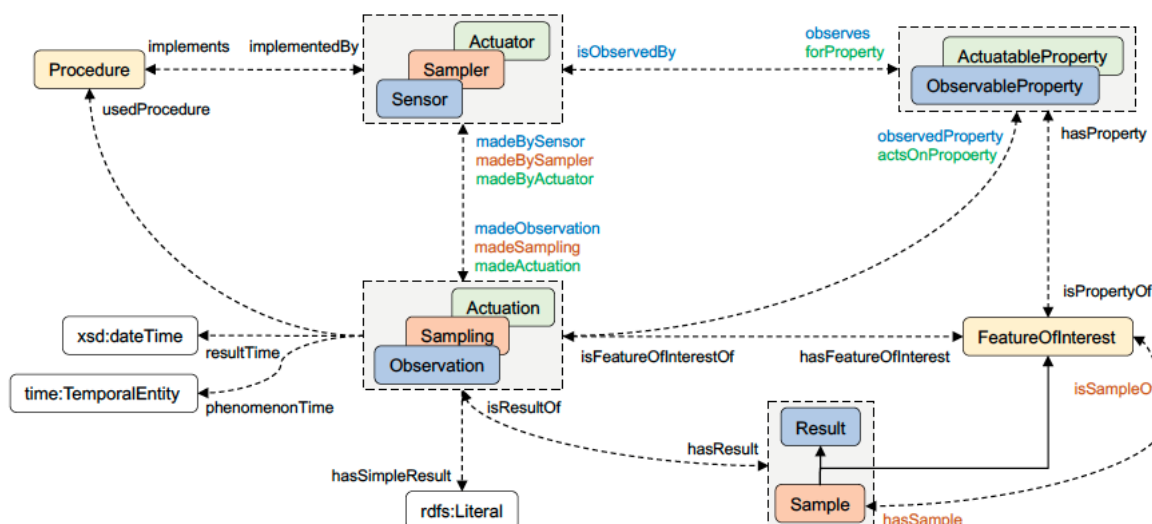 Actuator
implements
implementedBy
isObservedBy
observes
forProperty
ActuatableProperty
Procedure
Sampler
ObservableProperty
Sensor
usedProcedure
madeBySensor
madeBySampler
madeByActuator
observedProperty
actsOnPropoerty
hasProperty
madeObservation
madeSampling
madeActuation
isPropertyOf
Actuation
xsd:dateTime
resultTime
Sampling
FeatureOfInterest
isFeatureOfInterestOf
hasFeatureOfInterest
Observation
time:TemporalEntity
phenomenonTime
isResultOf
isSampleO
Result
hasResult
hasSimpleResult
rdfs:Literal
Sample
hasSample